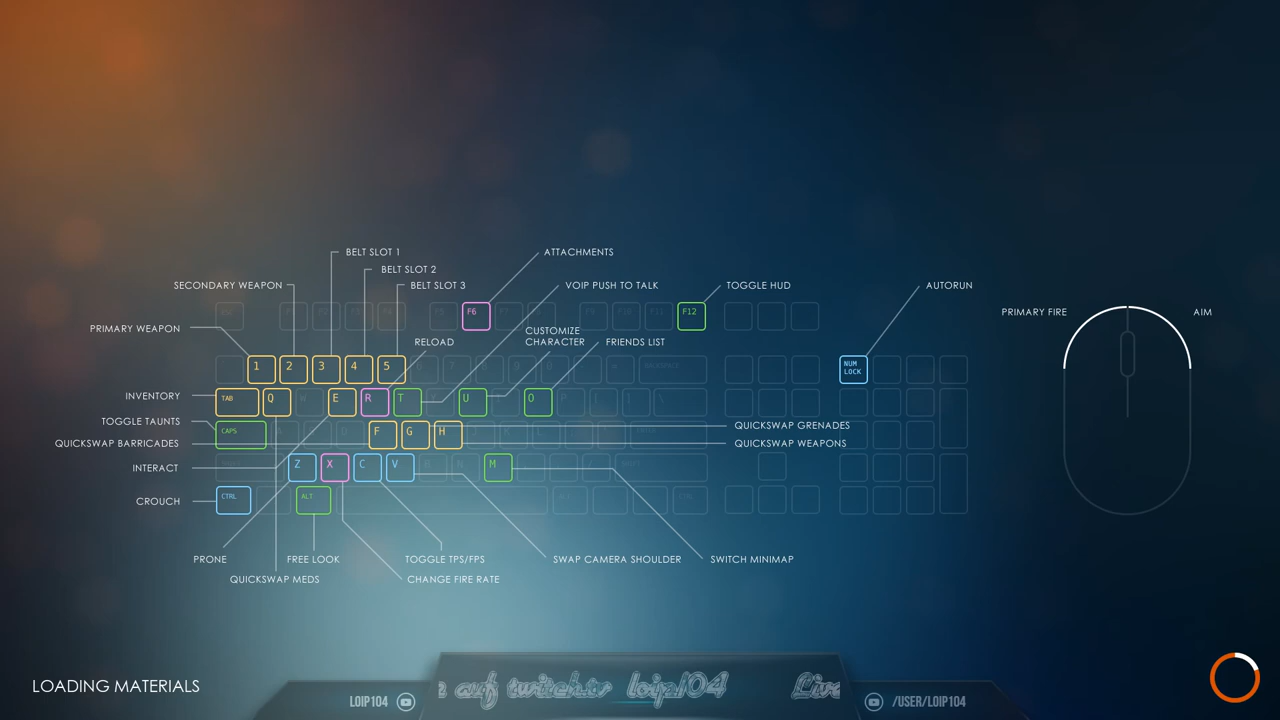 BELT SLOT 1
ATTACHMENTS
BELT SLOT 2
SECONDARY WEAPON
BELT SLOT 3
VOIP PUSH TO TALK
TOGGLE HUD
AUTORUN
F6
F12
PRIMARY FIRE
AIM
PRIMARY WEAPON
RELOAD
CUSTOMIZE
CHARACTER
FRIENDS LIST
1 2 3 4 5
NUM
LOCK
INVENTORY
TAB Q E R T U O
TOGGLE TAUNTS
CAPS F G H
QUICKSWAP GRENADES
QUICKSWAP BARRICADES
QUICKSWAP WEAPONS
INTERACT
Z X C V M
CROUCH
CTRL ALT
PRONE
FREE LOOK
TOGGLE TPS/FPS
SWAP CAMERA SHOULDER
SWITCH MINIMAP
QUICKSWAP MEDS
CHANGE FIRE RATE
LOADING MATERIALS
LOIP104
auf twitch.tv loip104 Live
/USER/LOIP104